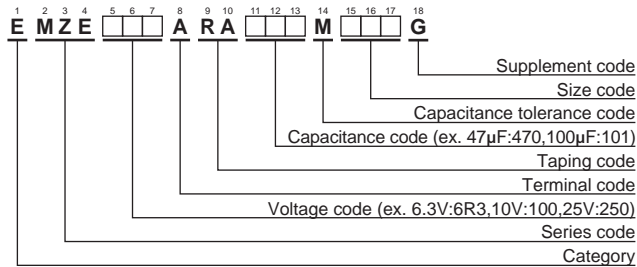 1 2 3 4 5 6 7 8 9 10 11 12 13 14 15 16 17 18
E M Z E A R A M G
Supplement code
Size code
Capacitance tolerance code
Capacitance code (ex. 47µF:470,100µF:101)
Taping code
Terminal code
Voltage code (ex. 6.3V:6R3,10V:100,25V:250)
Series code
Category